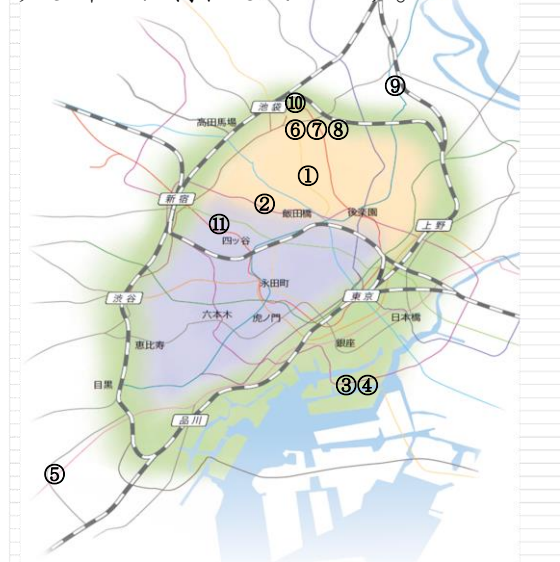 ⑨
池袋 ⑩
高田馬場 ⑥⑦⑧
①
新宿 ②
飯田橋 後楽園
⑪ 上野
四ッ谷
永田町
渋谷 東京
六本木 虎ノ門 日本橋
恵比寿 銀座
目黒 ③④
品川
⑤